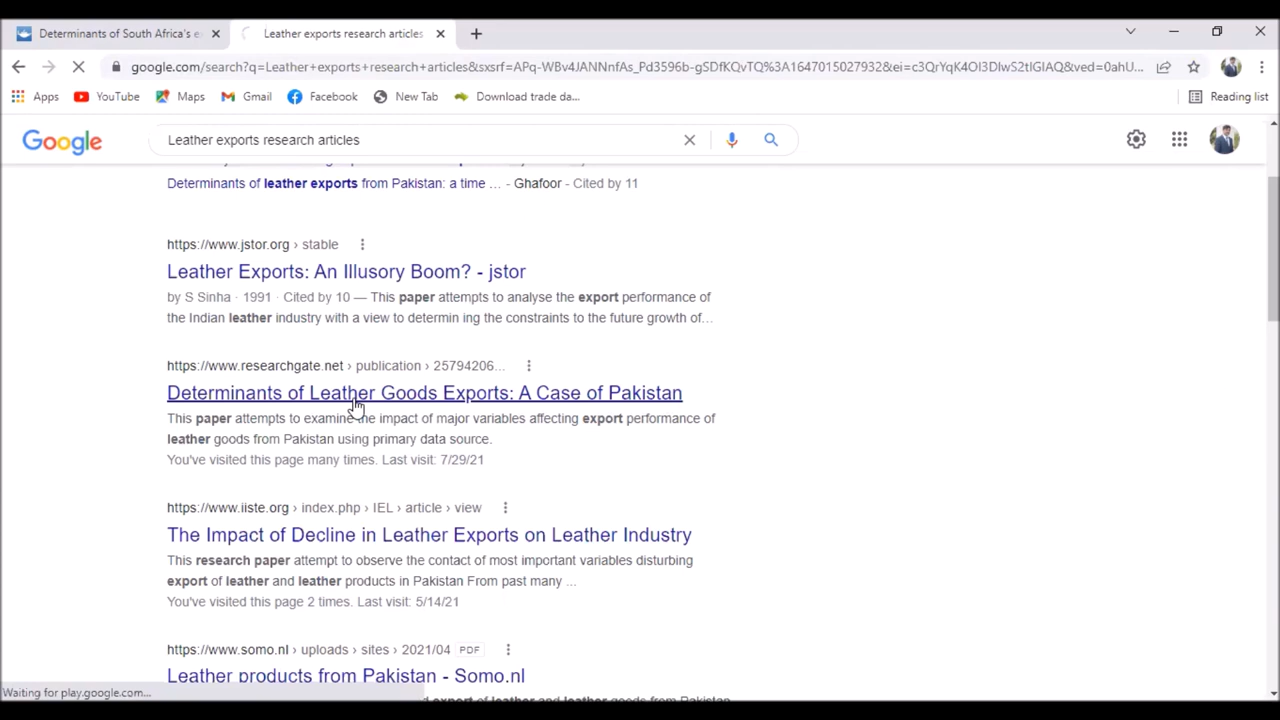 Determinants of South Africa's e
Leather exports research articles
google.com/search?q=Leather+exports+research+articles&sxsrf=APq-WBv4JANNnfAs_Pd3596b-gSDfKQvTQ%3A1647015027932&ei=c3QrYqK4OI3DlwS2tIGIAQ&ved=0ahU...
Apps
YouTube
Maps
Gmail
Facebook
New Tab
Download trade da...
Reading list
Google
Leather exports research articles
Determinants of leather exports from Pakistan: a time ... - Ghafoor - Cited by 11
https://www.jstor.org › stable
Leather Exports: An Illusory Boom? - jstor
by S Sinha · 1991 · Cited by 10 — This paper attempts to analyse the export performance of
the Indian leather industry with a view to determin ing the constraints to the future growth of...
https://www.researchgate.net › publication › 25794206...
Determinants of Leather Goods Exports: A Case of Pakistan
This paper attempts to examine the impact of major variables affecting export performance of
leather goods from Pakistan using primary data source.
You've visited this page many times. Last visit: 7/29/21
https://www.iiste.org › index.php › IEL › article › view
The Impact of Decline in Leather Exports on Leather Industry
This research paper attempt to observe the contact of most important variables disturbing
export of leather and leather products in Pakistan From past many ...
You've visited this page 2 times. Last visit: 5/14/21
https://www.somo.nl › uploads › sites › 2021/04 PDF
Leather products from Pakistan - Somo.nl
export of leather and leather goods from Pakistan
Waiting for play.google.com...